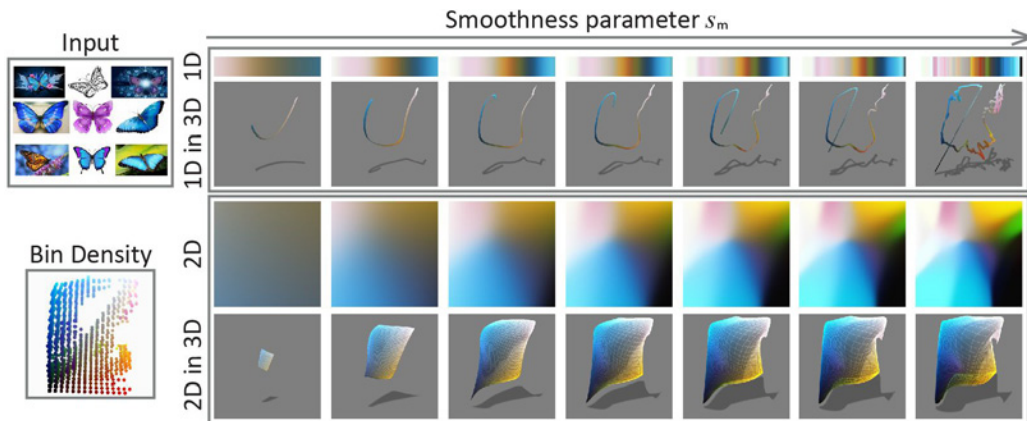 Smoothness parameter sₘ
Input
1D
1D in 3D
Bin Density
2D
2D in 3D